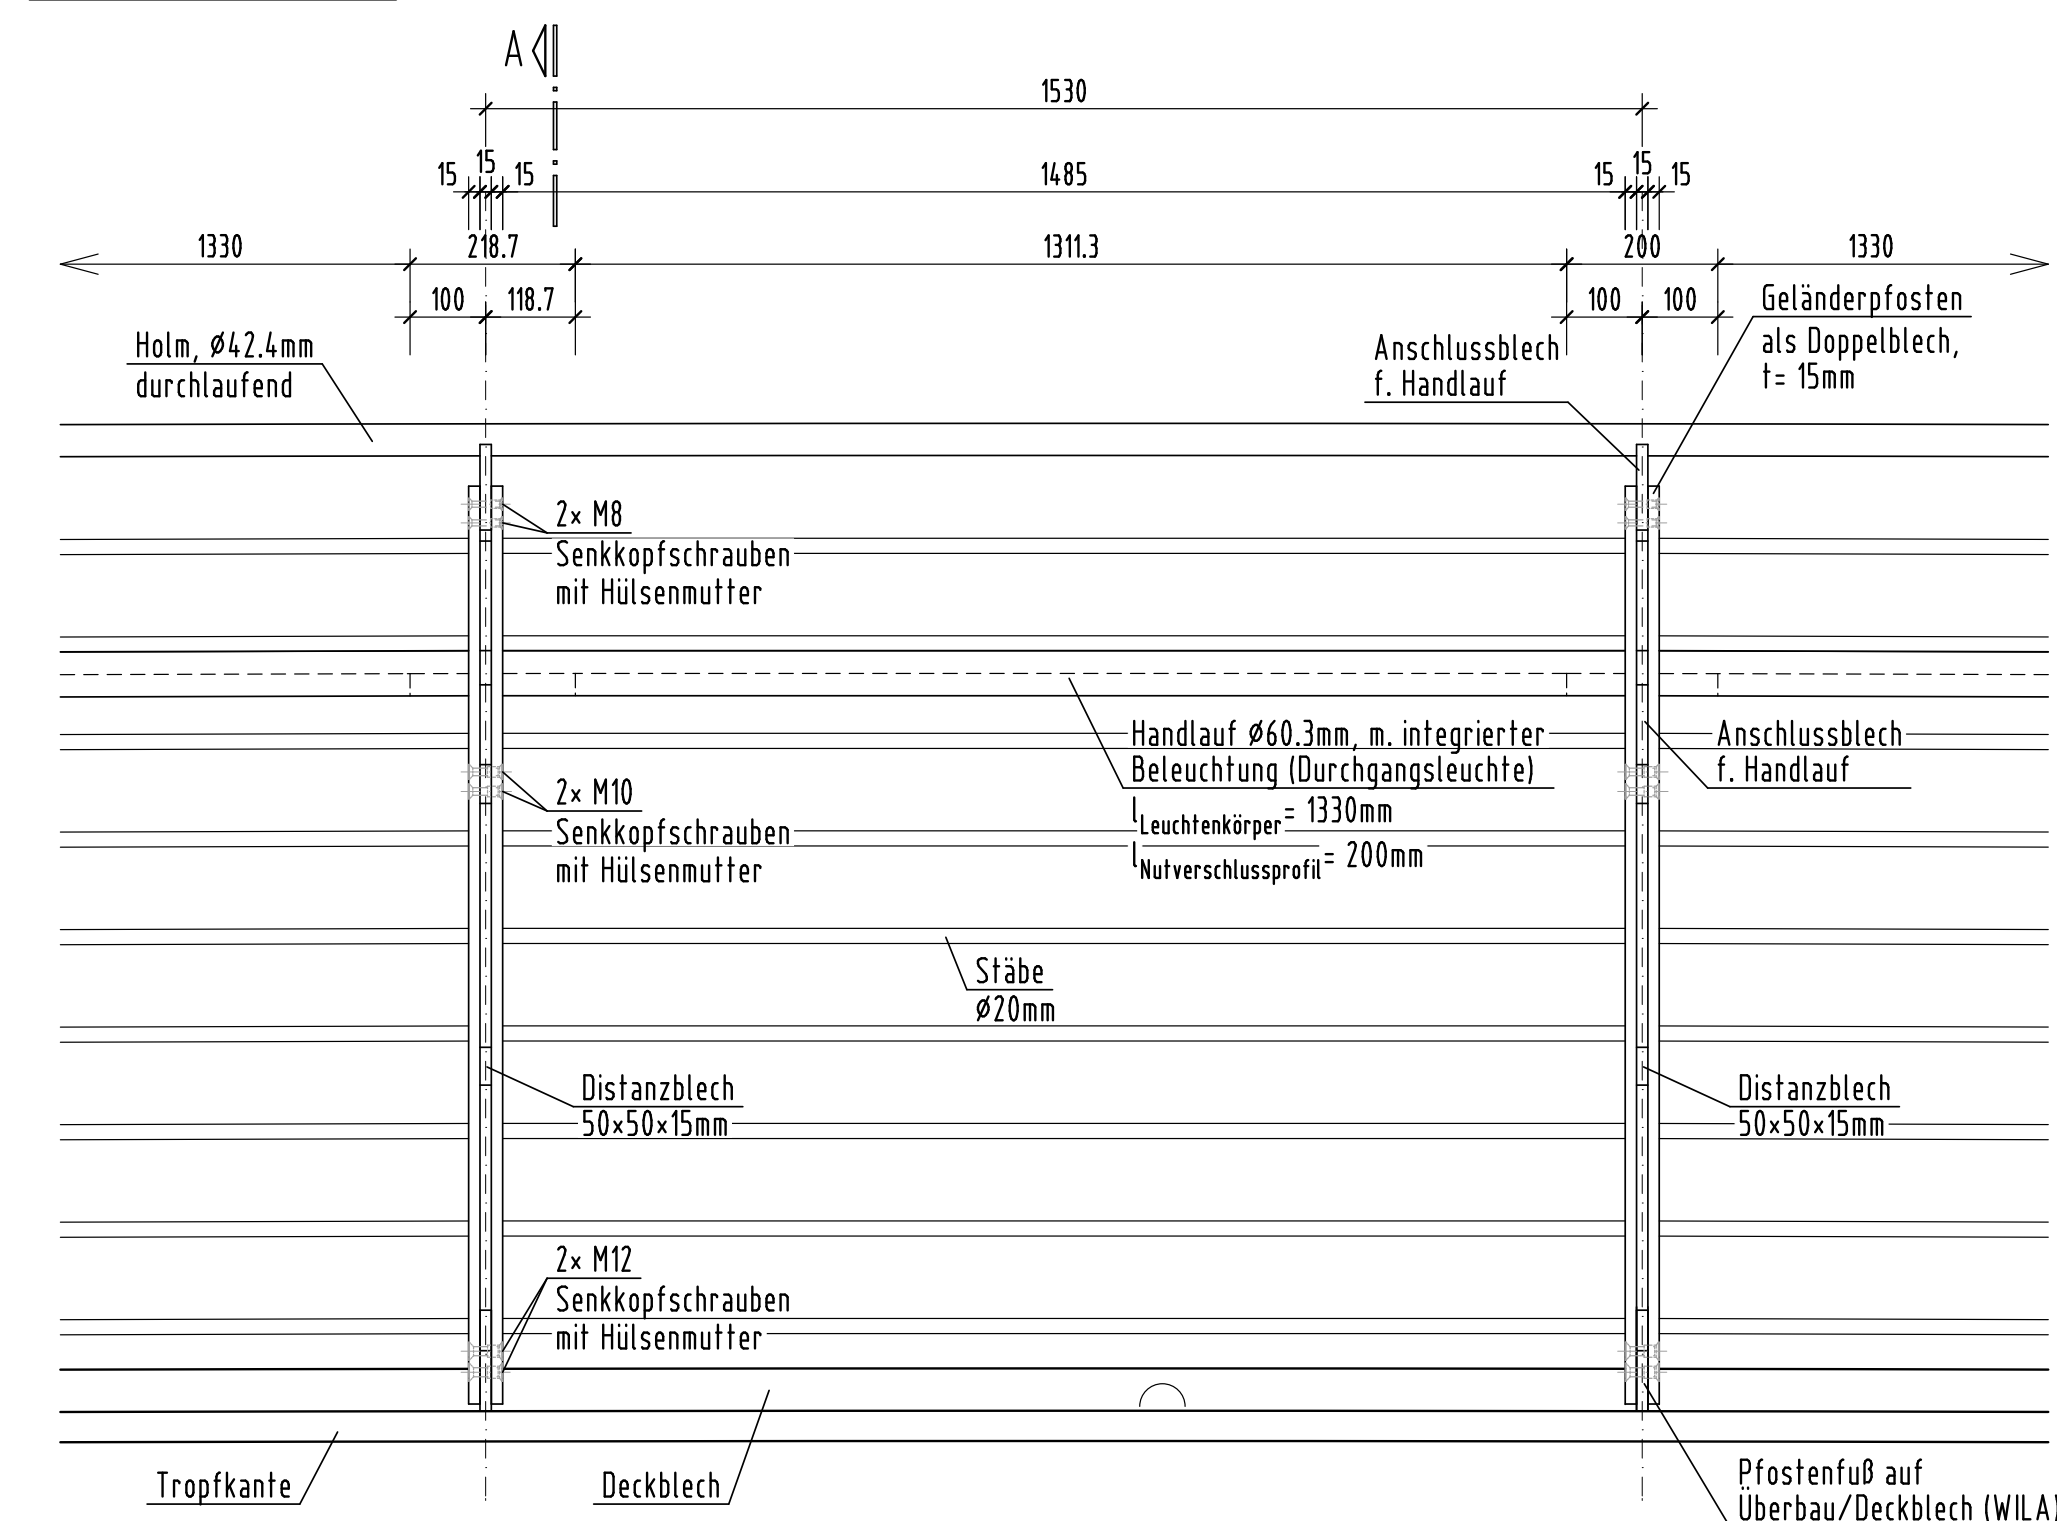 A
1530
15
15
15
1485
15
15
15
1330
218.7
1311.3
200
1330
100
118.7
100
100
Holm, Ø42.4mm
durchlaufend
Anschlussblech
f. Handlauf
Geländerpfosten
als Doppelblech,
t= 15mm
2x M8
Senkkopfschrauben
mit Hülsenmutter
Handlauf Ø60.3mm, m. integrierter
Beleuchtung (Durchgangsleuchte)
lLeuchtenkörper= 1330mm
lNutverschlussprofil= 200mm
Anschlussblech
f. Handlauf
2x M10
Senkkopfschrauben
mit Hülsenmutter
Stäbe
Ø20mm
Distanzblech
50x50x15mm
Distanzblech
50x50x15mm
2x M12
Senkkopfschrauben
mit Hülsenmutter
Tropfkante
Deckblech
Pfostenfuß auf
Überbau/Deckblech (WILA)